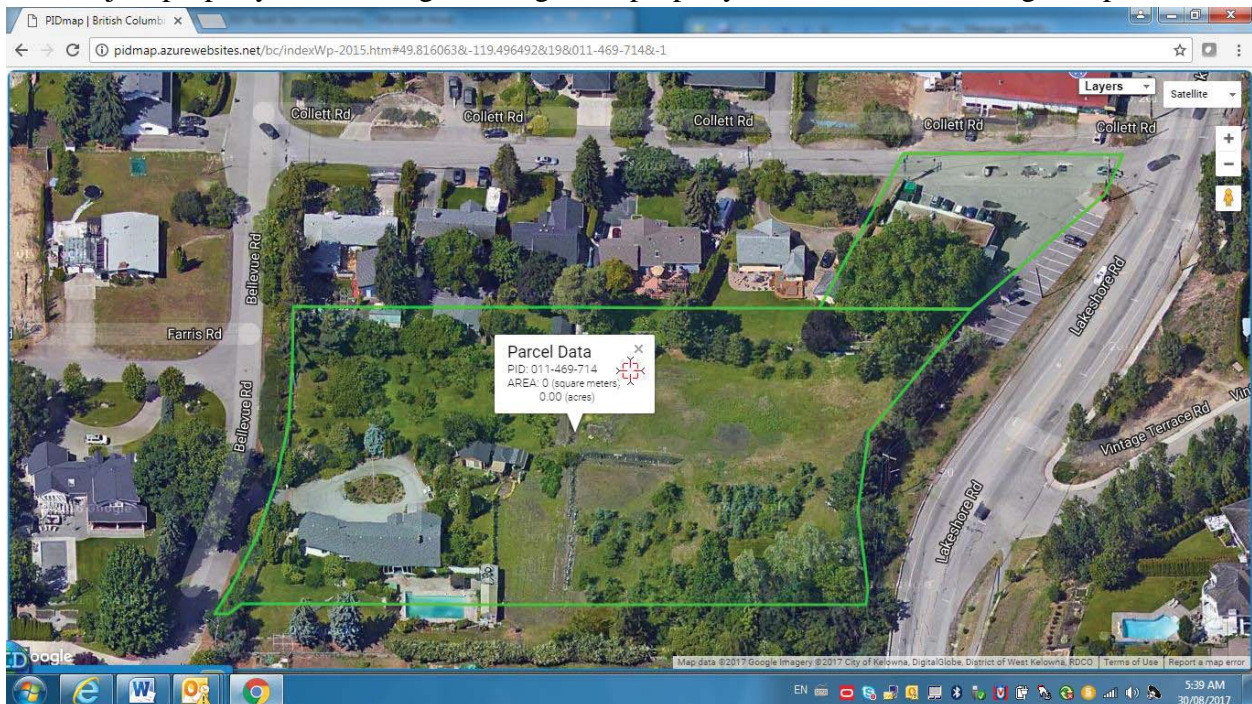 PIDmap | British Columbi
pidmap.azurewebsites.net/bc/indexWp-2015.htm#49.816063&-119.496492&19&011-469-714&-1
Layers
Satellite
Collett Rd
Collett Rd
Collett Rd
Collett Rd
Collett Rd
Bellevue Rd
Farris Rd
Lakeshore Rd
Parcel Data
PID: 011-469-714
AREA: 0 (square meters)
0.00 (acres)
Bellevue Rd
Vintage Terrace Rd
Lakeshore Rd
Map data ©2017 Google Imagery ©2017 City of Kelowna, DigitalGlobe, District of West Kelowna, RDCO
Terms of Use
Report a map error
EN
5:39 AM
30/08/2017